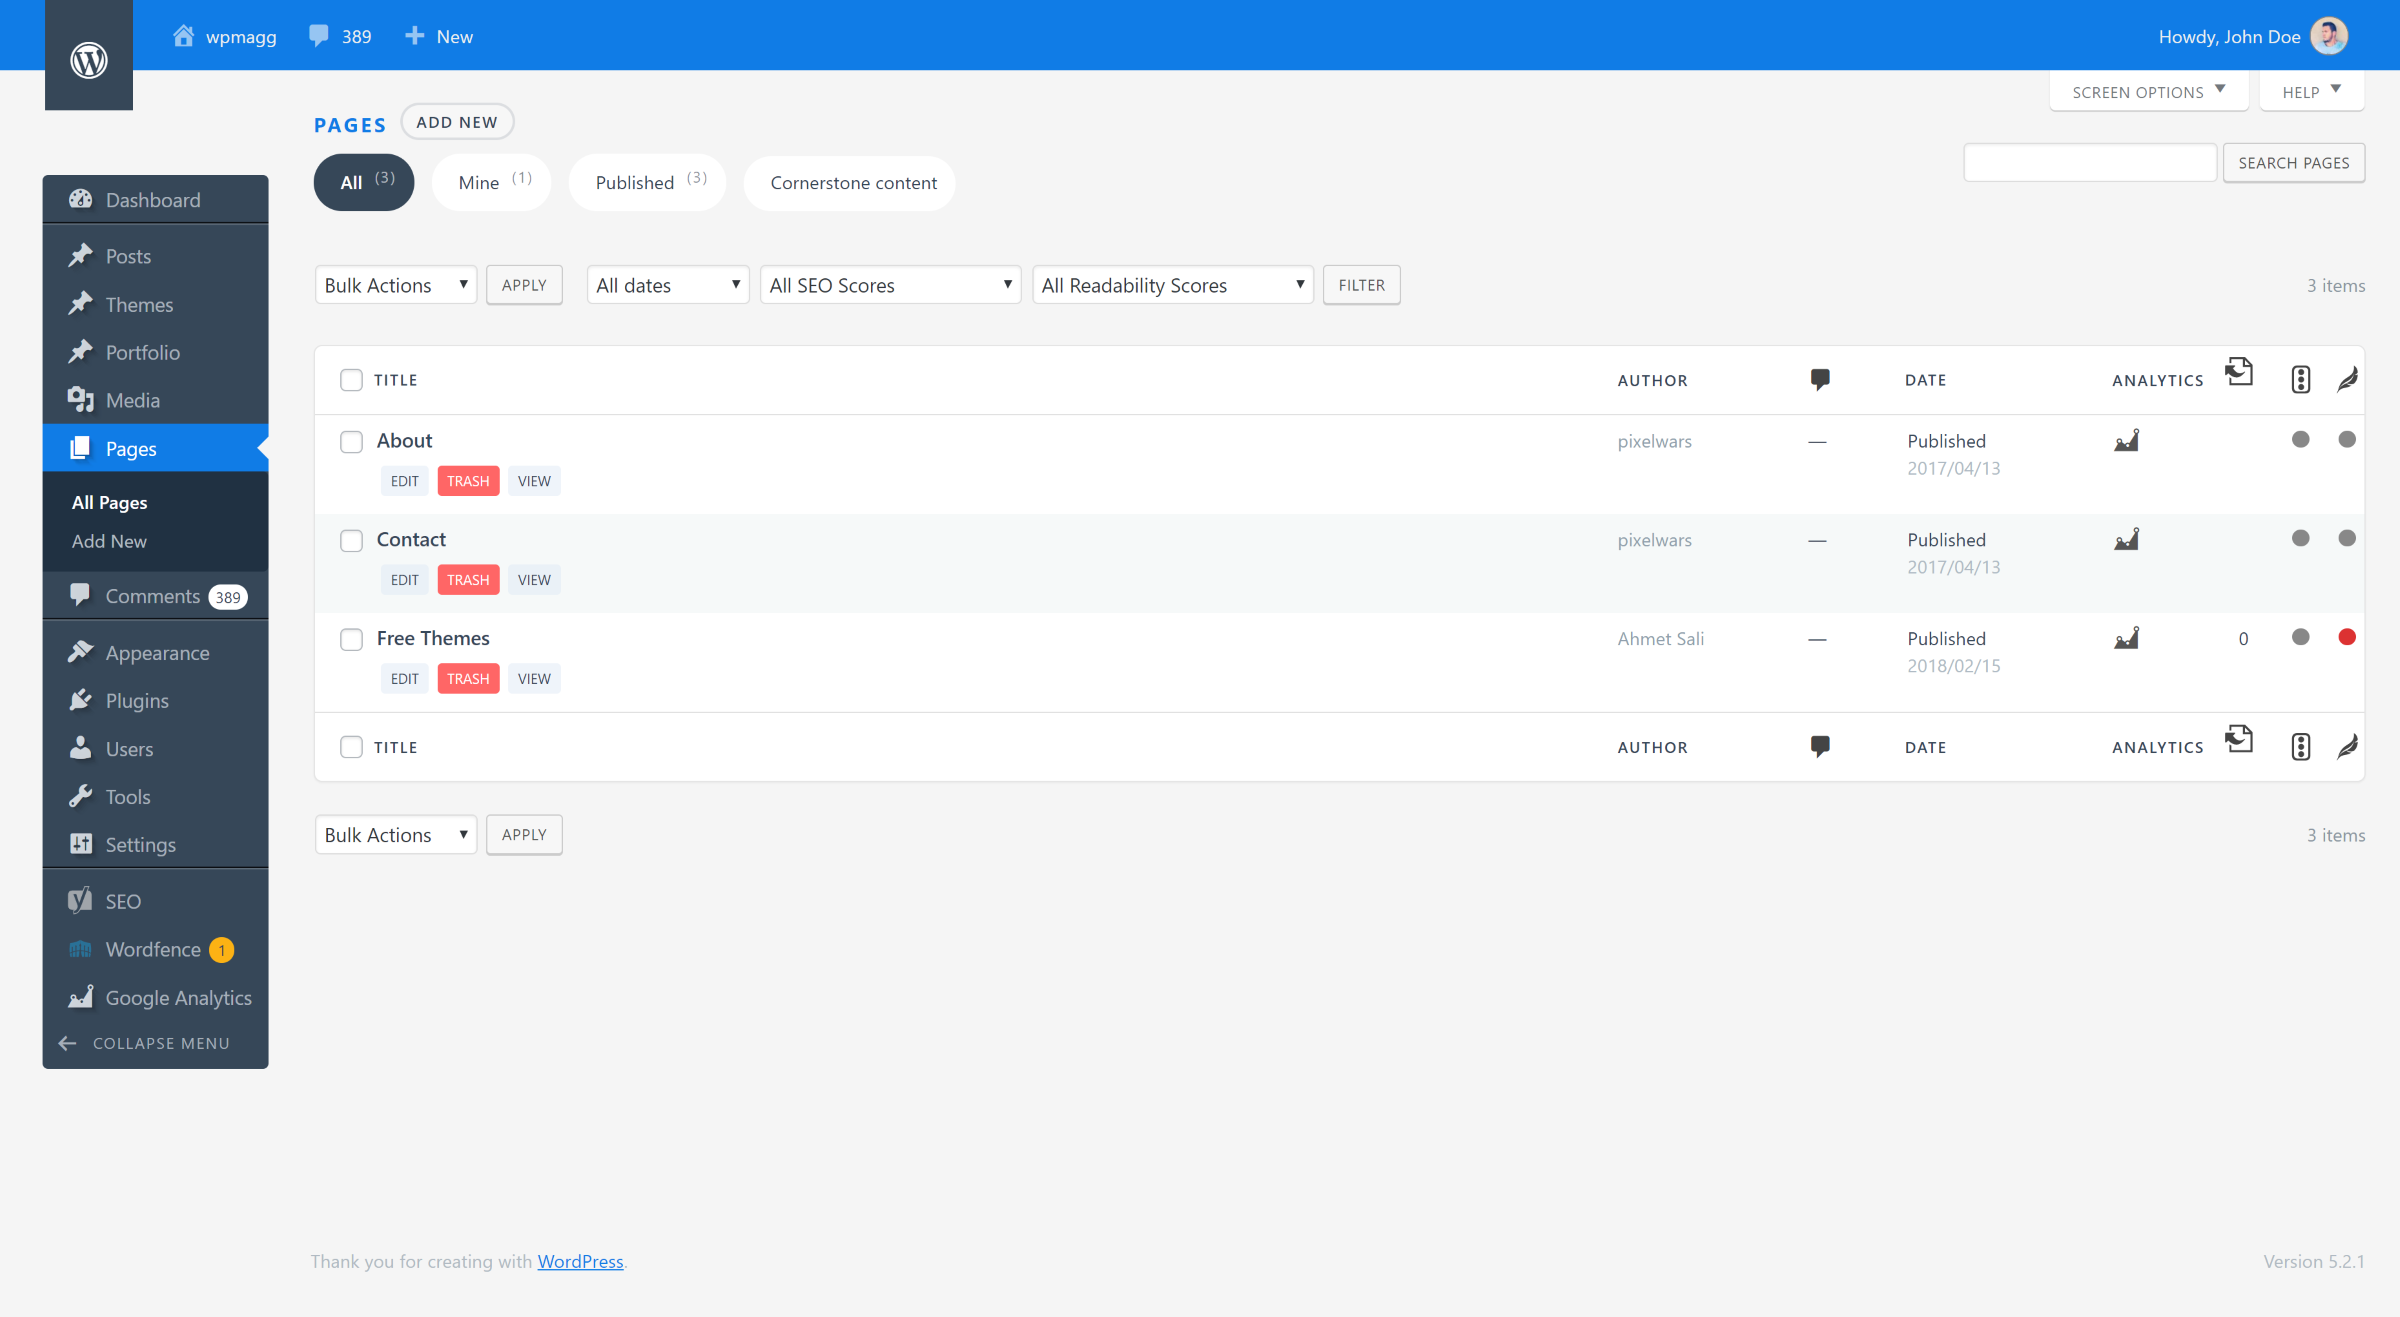 wpmagg 389 New Howdy, John Doe
SCREEN OPTIONS ▼ HELP ▼
PAGES ADD NEW
All (3) Mine (1) Published (3) Cornerstone content
SEARCH PAGES
Bulk Actions APPLY All dates All SEO Scores All Readability Scores FILTER 3 items
Dashboard
Posts
Themes
Portfolio
Media
Pages
All Pages
Add New
Comments 389
Appearance
Plugins
Users
Tools
Settings
SEO
Wordfence 1
Google Analytics
COLLAPSE MENU
TITLE AUTHOR DATE ANALYTICS
About pixelwars — Published
2017/04/13
EDIT TRASH VIEW
Contact pixelwars — Published
2017/04/13
EDIT TRASH VIEW
Free Themes Ahmet Sali — Published 0
2018/02/15
EDIT TRASH VIEW
TITLE AUTHOR DATE ANALYTICS
Bulk Actions APPLY 3 items
Thank you for creating with WordPress. Version 5.2.1